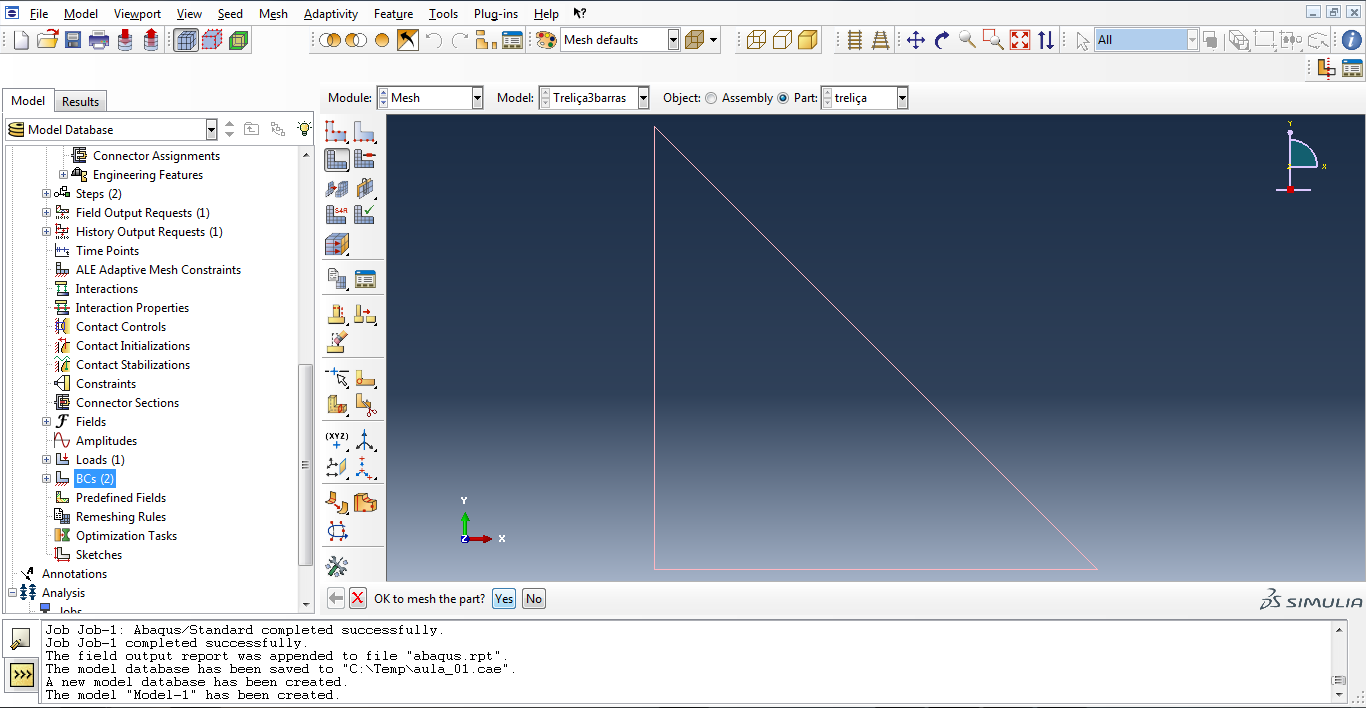 File Model Viewport View Seed Mesh Adaptivity Feature Tools Plug-ins Help
Mesh defaults All
Model Results
Module: Mesh Model: Treliça3barras Object: Assembly Part: treliça
Model Database
Connector Assignments
Engineering Features
Steps (2)
Field Output Requests (1)
History Output Requests (1)
Time Points
ALE Adaptive Mesh Constraints
Interactions
Interaction Properties
Contact Controls
Contact Initializations
Contact Stabilizations
Constraints
Connector Sections
Fields
Amplitudes
Loads (1)
BCs (2)
Predefined Fields
Remeshing Rules
Optimization Tasks
Sketches
Annotations
Analysis
Jobs
S4R
(XYZ)
Y
X
Y
Z X
OK to mesh the part? Yes No
SIMULIA
Job Job-1: Abaqus/Standard completed successfully.
Job Job-1 completed successfully.
The field output report was appended to file "abaqus.rpt".
The model database has been saved to "C:\Temp\aula_01.cae".
A new model database has been created.
The model "Model-1" has been created.
>>>